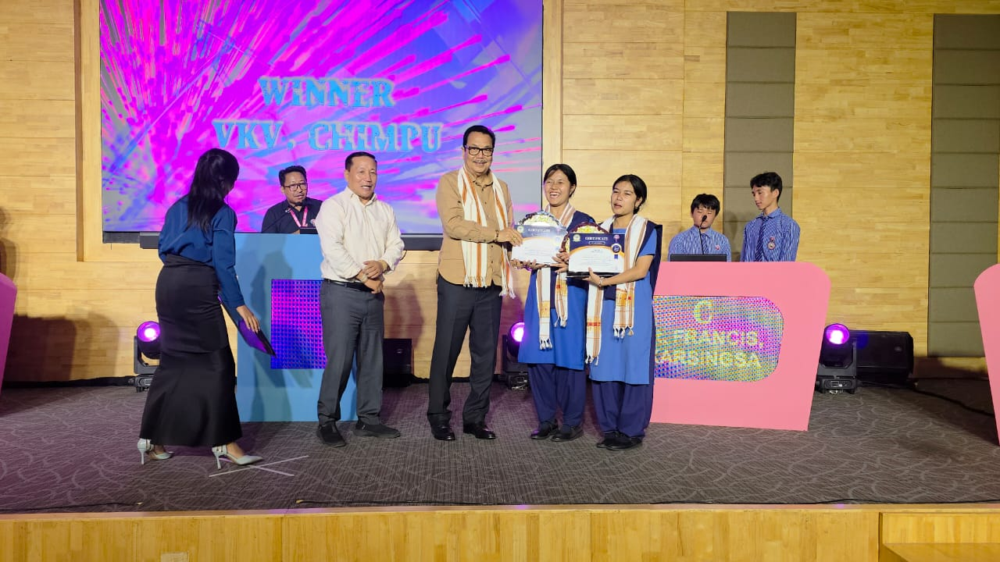 WINNER
VKV, CHIMPU
CERTIFICATE
CERTIFICATE
FRANCIS,
KARSINGSA